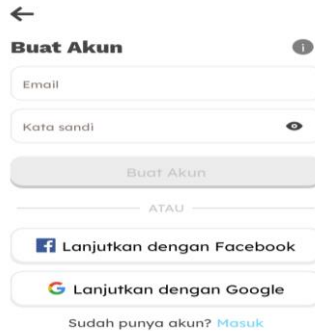 Buat Akun
Email
Kata sandi
Buat Akun
ATAU
Lanjutkan dengan Facebook
Lanjutkan dengan Google
Sudah punya akun? Masuk